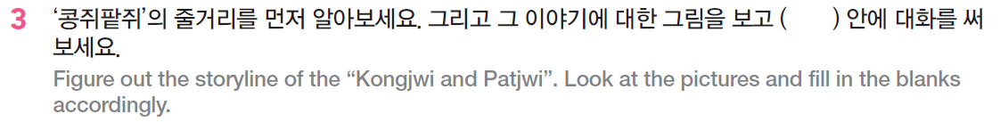 3 ‘콩쥐팥쥐’의 줄거리를 먼저 알아보세요. 그리고 그 이야기에 대한 그림을 보고 (　　) 안에 대화를 써
보세요.
Figure out the storyline of the “Kongjwi and Patjwi”. Look at the pictures and fill in the blanks
accordingly.